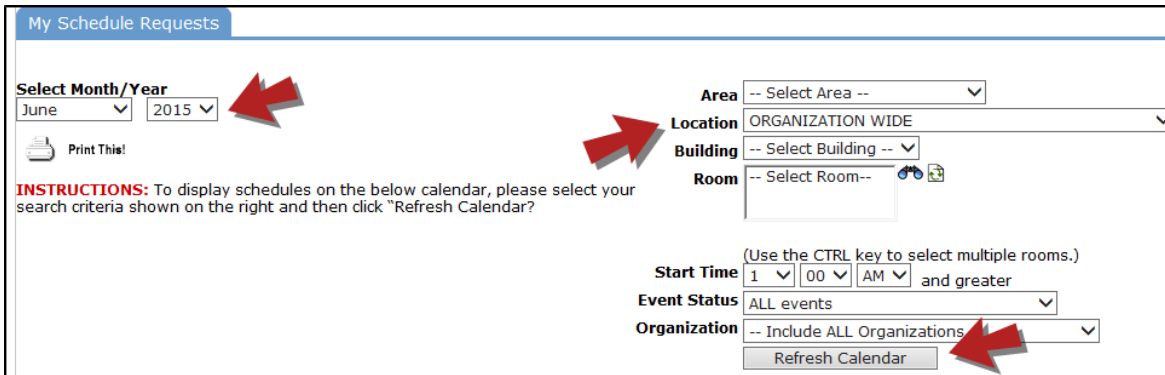 My Schedule Requests
Select Month/Year
June 2015
Print This!
INSTRUCTIONS: To display schedules on the below calendar, please select your
search criteria shown on the right and then click “Refresh Calendar?
Area -- Select Area --
Location ORGANIZATION WIDE
Building -- Select Building --
Room -- Select Room--
(Use the CTRL key to select multiple rooms.)
Start Time 1 00 AM and greater
Event Status ALL events
Organization -- Include ALL Organizations
Refresh Calendar